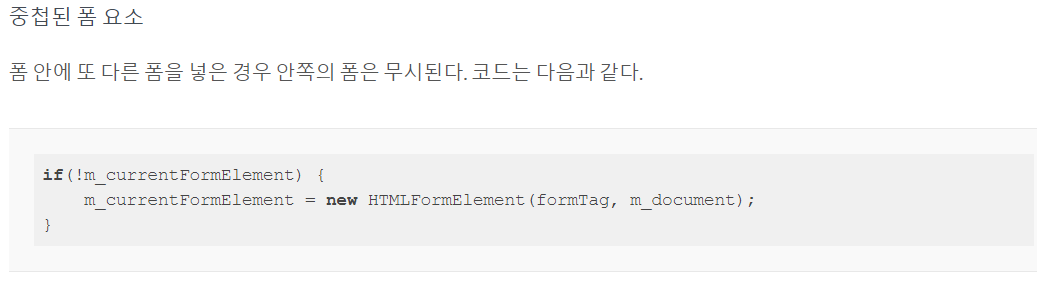 중첩된 폼 요소
폼 안에 또 다른 폼을 넣은 경우 안쪽의 폼은 무시된다. 코드는 다음과 같다.
if(!m_currentFormElement) {
    m_currentFormElement = new HTMLFormElement(formTag, m_document);
}